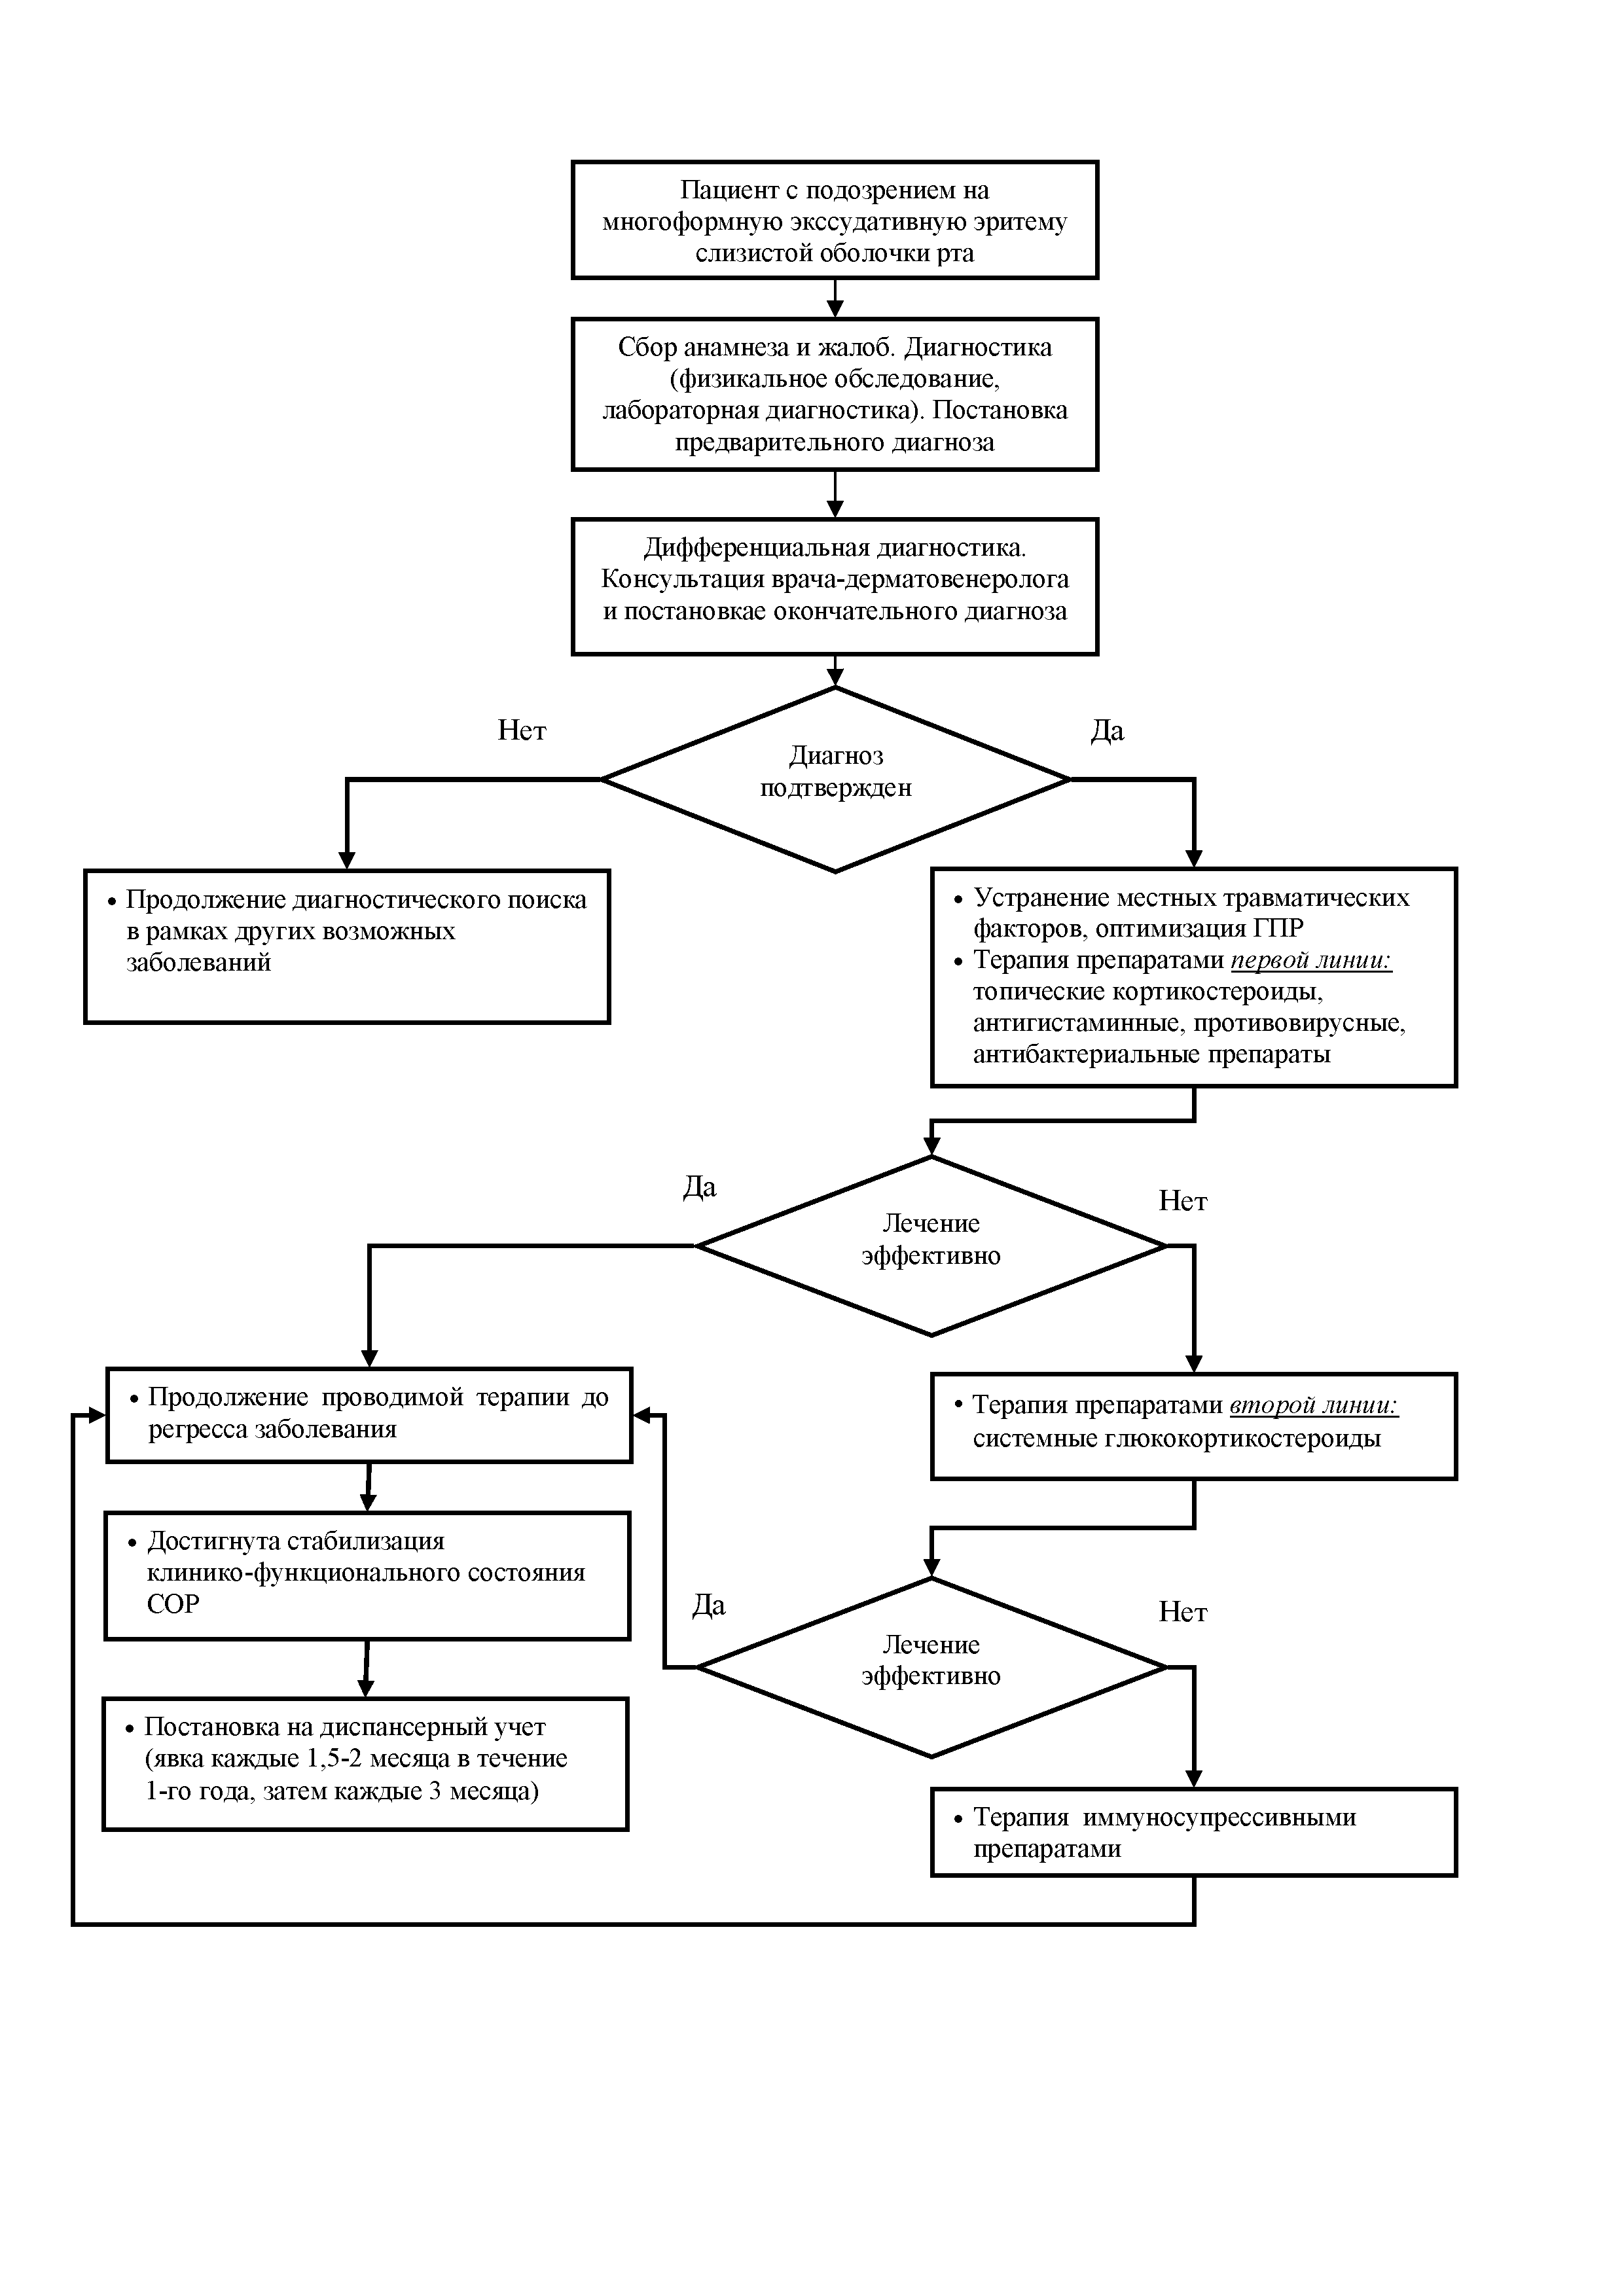 Пациент с подозрением на
многоформную экссудативную эритему
слизистой оболочки рта
Сбор анамнеза и жалоб. Диагностика
(физикальное обследование,
лабораторная диагностика). Постановка
предварительного диагноза
Дифференциальная диагностика.
Консультация врача-дерматовенеролога
и постановкае окончательного диагноза
Нет
Да
Диагноз
подтвержден
• Продолжение диагностического поиска
в рамках других возможных
заболеваний
• Устранение местных травматических
факторов, оптимизация ГПР
• Терапия препаратами первой линии:
топические кортикостероиды,
антигистаминные, противовирусные,
антибактериальные препараты
Да
Нет
Лечение
эффективно
• Продолжение проводимой терапии до
регресса заболевания
• Терапия препаратами второй линии:
системные глюкокортикостероиды
• Достигнута стабилизация
клинико-функционального состояния
СОР
Да
Нет
Лечение
эффективно
• Постановка на диспансерный учет
(явка каждые 1,5-2 месяца в течение
1-го года, затем каждые 3 месяца)
• Терапия иммуносупрессивными
препаратами